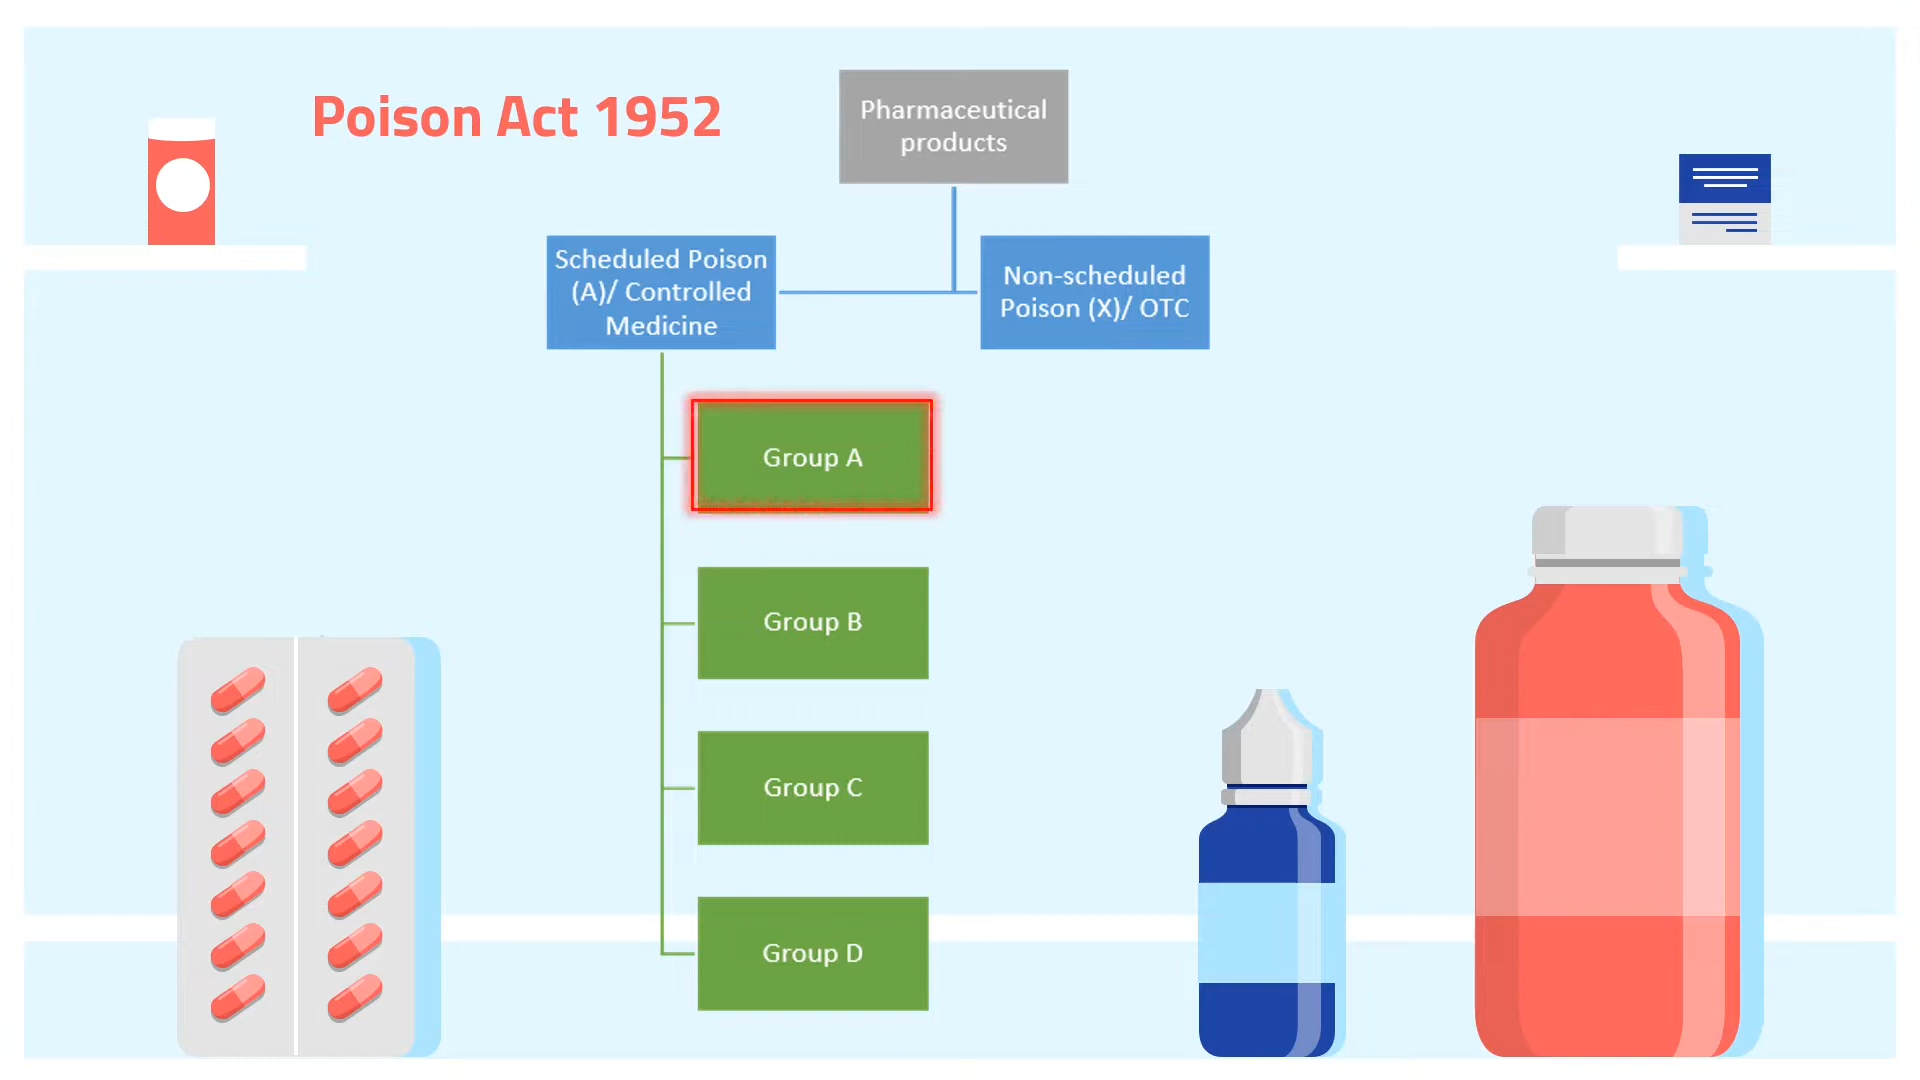 Poison Act 1952
Pharmaceutical
products
Scheduled Poison
(A)/ Controlled
Medicine
Non-scheduled
Poison (X)/ OTC
Group A
Group B
Group C
Group D